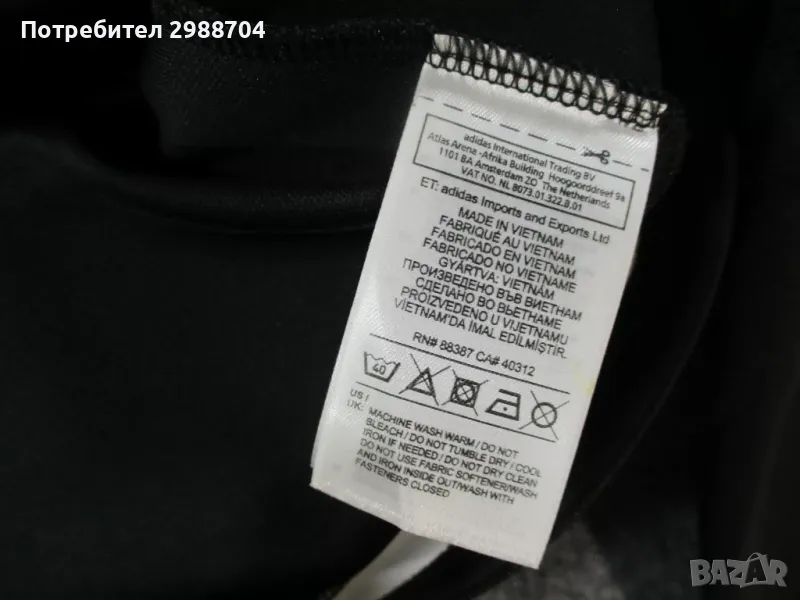 Потребител 2988704
adidas International Trading BV
Atlas Arena -Afrika Building Hoogoorddreef 9a
1101 BA Amsterdam ZO The Netherlands
VAT NO. NL 8073.01.322.B.01
ET: adidas Imports and Exports Ltd
MADE IN VIETNAM
FABRIQUÉ AU VIETNAM
FABRICADO EN VIETNAM
FABRICADO NO VIETNAME
GYÁRTVA: VIETNÁM
ПРОИЗВЕДЕНО ВЪВ ВИЕТНАМ
СДЕЛАНО ВО ВЬЕТНАМЕ
PROIZVEDENO U VIJETNAMU
VİETNAM'DA İMAL EDİLMİŞTİR.
RN# 88387 CA# 40312
40
US /
UK: MACHINE WASH WARM / DO NOT
BLEACH / DO NOT TUMBLE DRY / COOL
IRON IF NEEDED / DO NOT DRY CLEAN
DO NOT USE FABRIC SOFTENER/WASH
AND IRON INSIDE OUT/WASH WITH
FASTENERS CLOSED
BAZAR